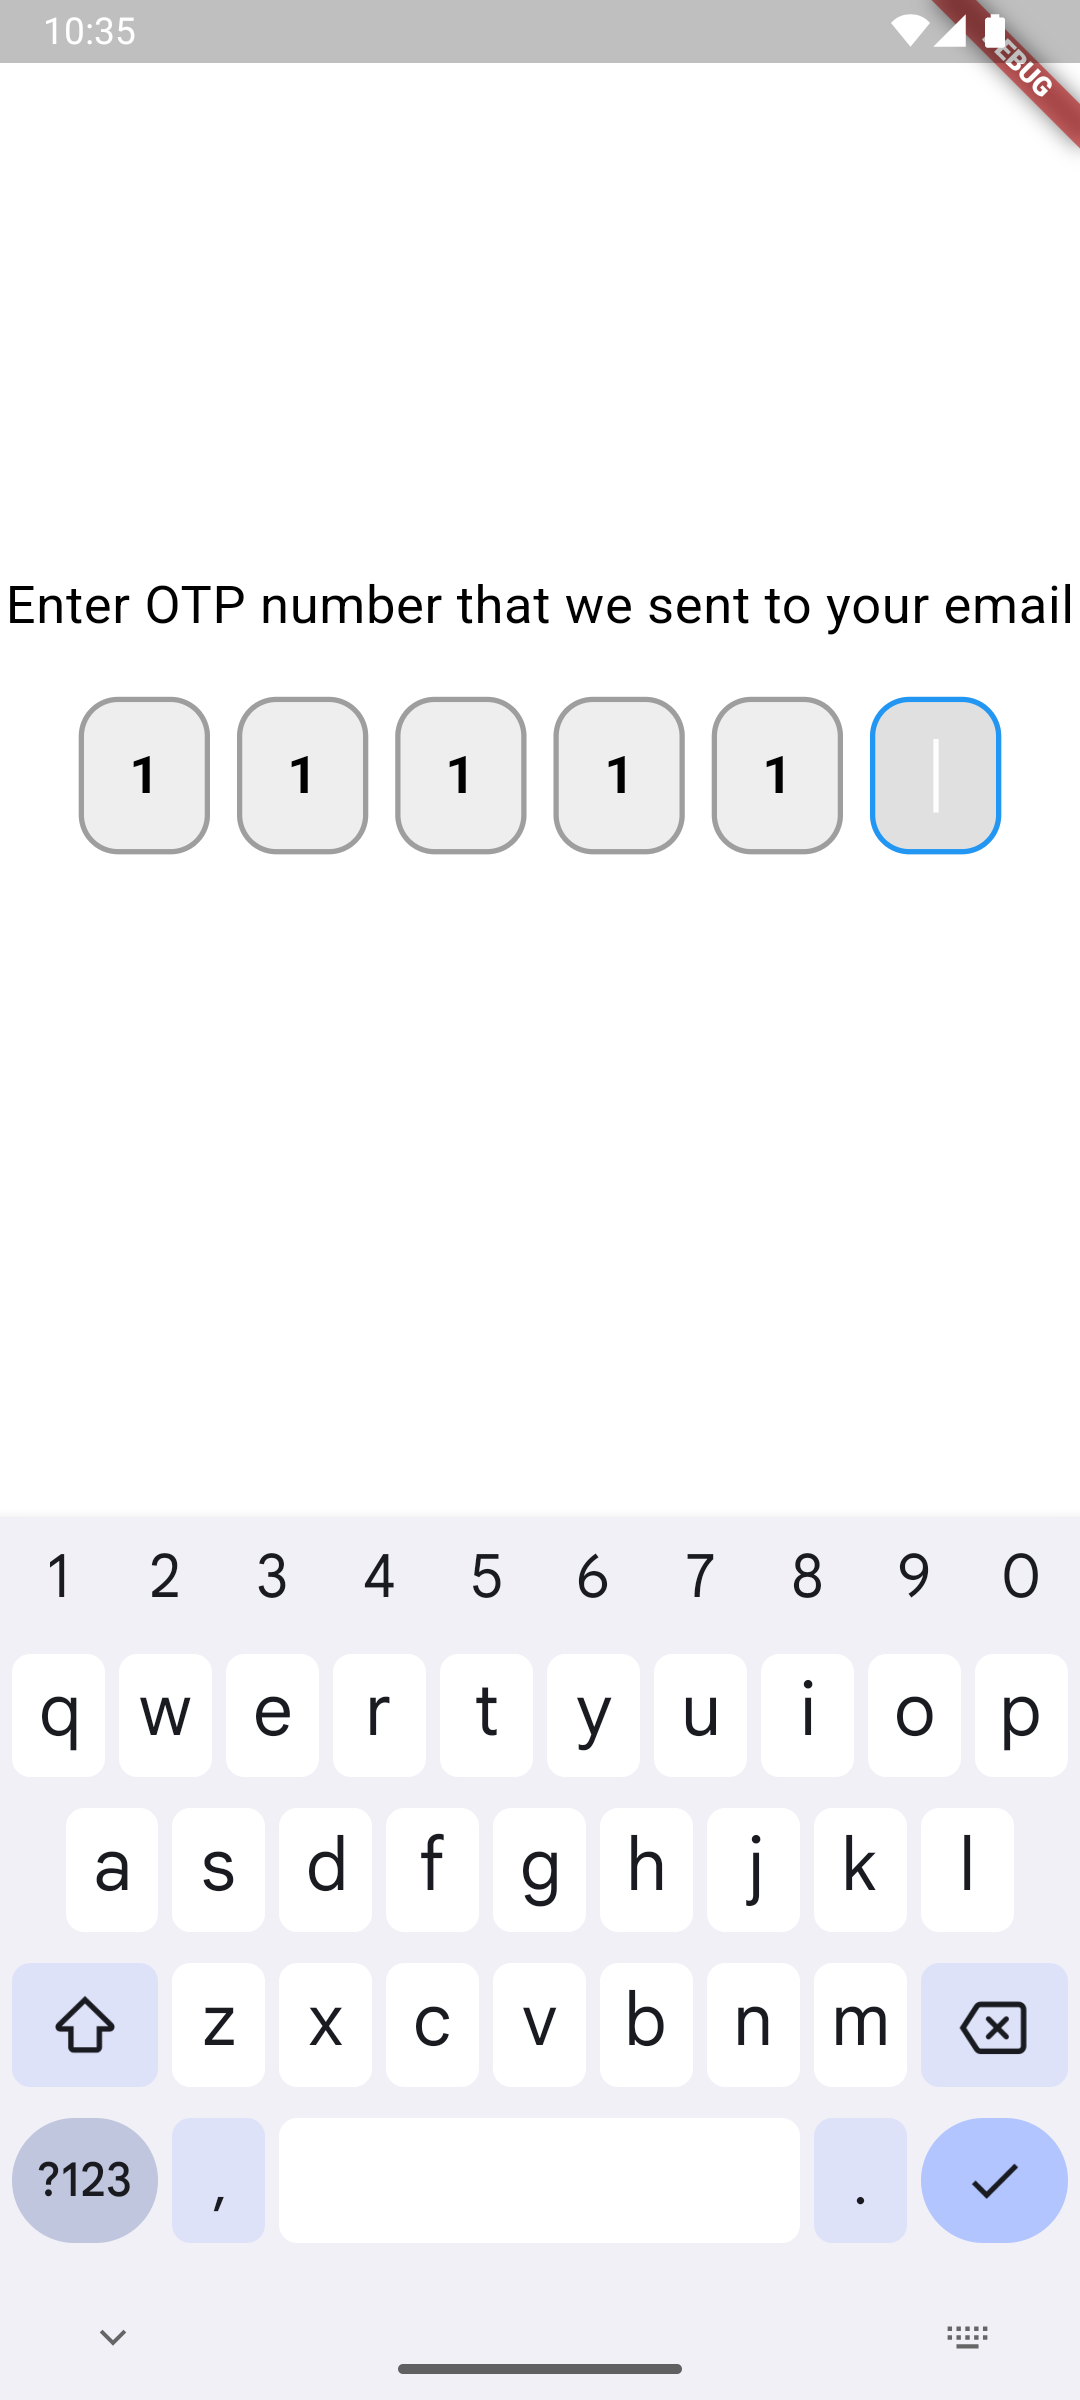 10:35
DEBUG
Enter OTP number that we sent to your email
1 1 1 1 1
1 2 3 4 5 6 7 8 9 0
q w e r t y u i o p
a s d f g h j k l
z x c v b n m
?123 , .